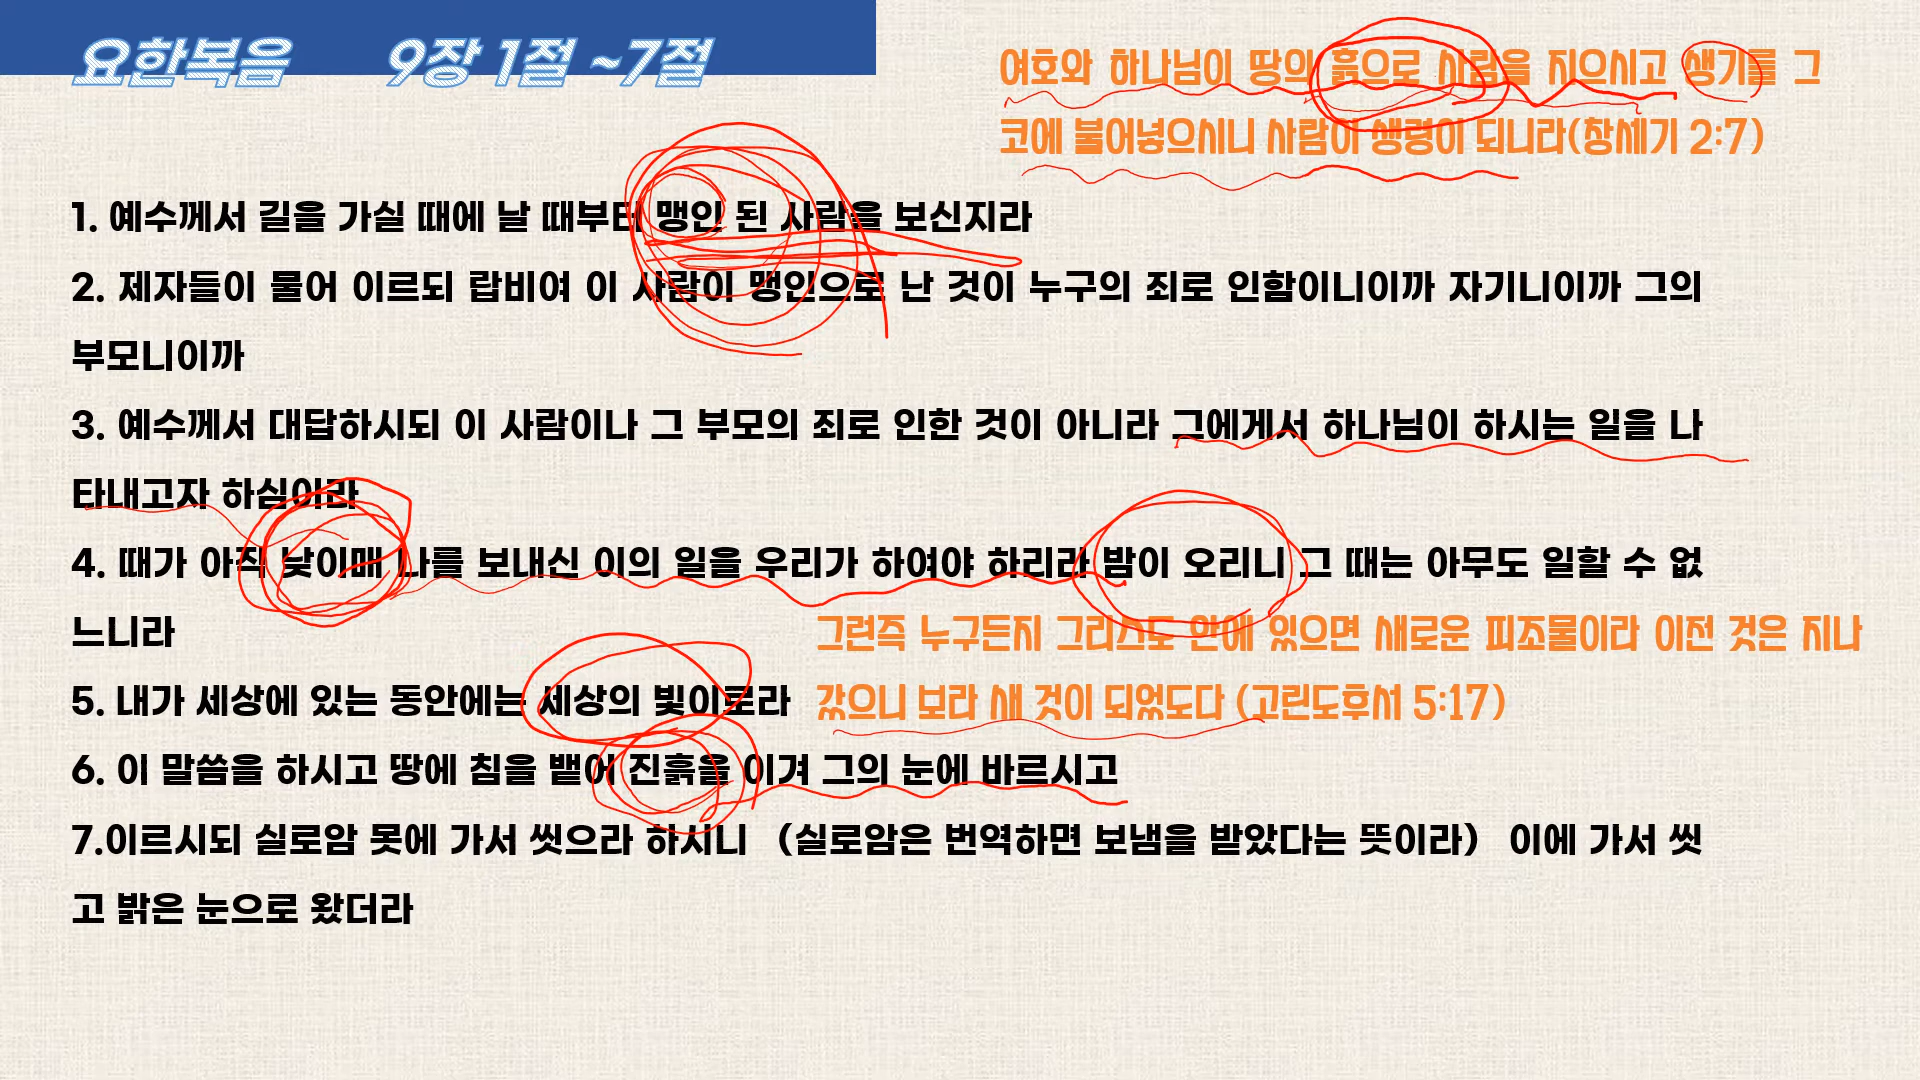 요한복음 9장 1절 ~7절
여호와 하나님이 땅의 흙으로 사람을 지으시고 생기를 그
코에 불어넣으시니 사람이 생령이 되니라(창세기 2:7)
1. 예수께서 길을 가실 때에 날 때부터 맹인 된 사람을 보신지라
2. 제자들이 물어 이르되 랍비여 이 사람이 맹인으로 난 것이 누구의 죄로 인함이니이까 자기니이까 그의
부모니이까
3. 예수께서 대답하시되 이 사람이나 그 부모의 죄로 인한 것이 아니라 그에게서 하나님이 하시는 일을 나
타내고자 하심이라
4. 때가 아직 낮이매 나를 보내신 이의 일을 우리가 하여야 하리라 밤이 오리니 그 때는 아무도 일할 수 없
느니라
그런즉 누구든지 그리스도 안에 있으면 새로운 피조물이라 이전 것은 지나
5. 내가 세상에 있는 동안에는 세상의 빛이로라
갔으니 보라 새 것이 되었도다 (고린도후서 5:17)
6. 이 말씀을 하시고 땅에 침을 뱉어 진흙을 이겨 그의 눈에 바르시고
7.이르시되 실로암 못에 가서 씻으라 하시니 (실로암은 번역하면 보냄을 받았다는 뜻이라) 이에 가서 씻
고 밝은 눈으로 왔더라